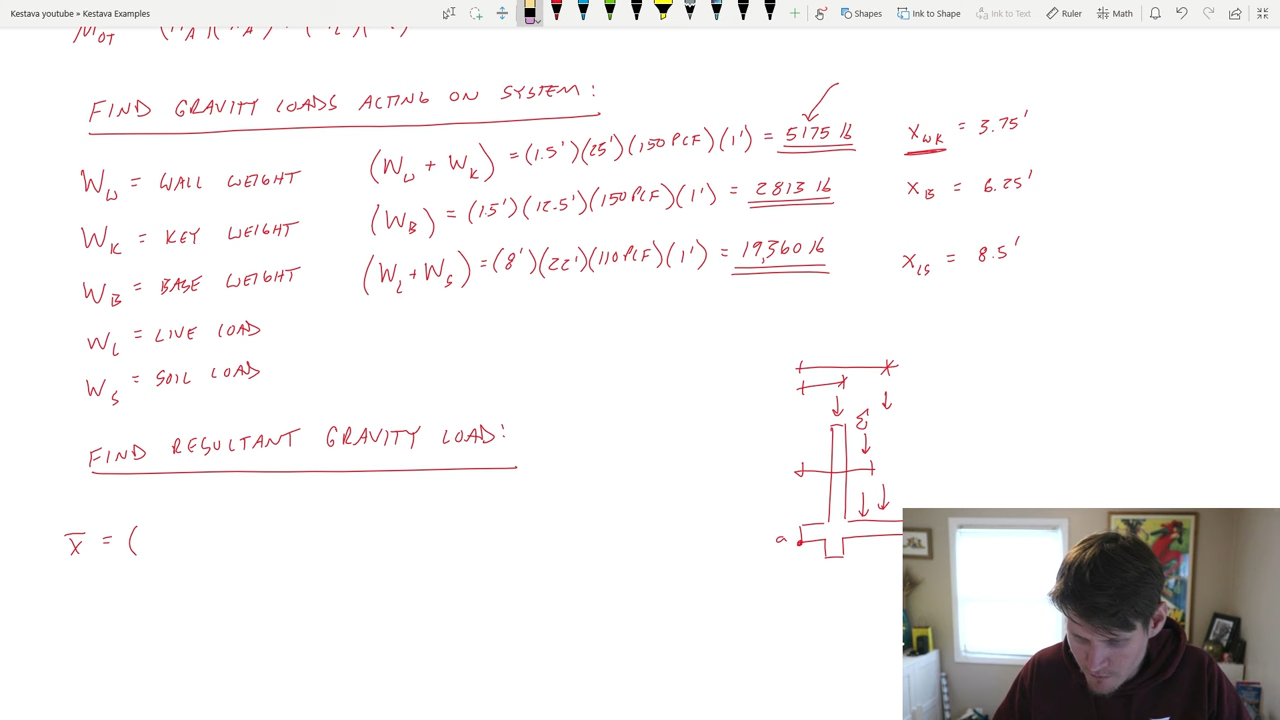 Kestava youtube > Kestava Examples
Shapes Ink to Shape Ink to Text Ruler Math
M_OT
FIND GRAVITY LOADS ACTING ON SYSTEM:
W_W = WALL WEIGHT
W_K = KEY WEIGHT
W_B = BASE WEIGHT
W_L = LIVE LOAD
W_S = SOIL LOAD
(W_W + W_K) = (1.5')(25')(150 PCF)(1') = 5175 lb
(W_B) = (1.5')(12.5')(150 PCF)(1') = 2813 lb
(W_L + W_S) = (8')(22')(110 PCF)(1') = 19,360 lb
X_WK = 3.75'
X_B = 6.25'
X_LS = 8.5'
FIND RESULTANT GRAVITY LOAD:
x̅ = (
Σ
a